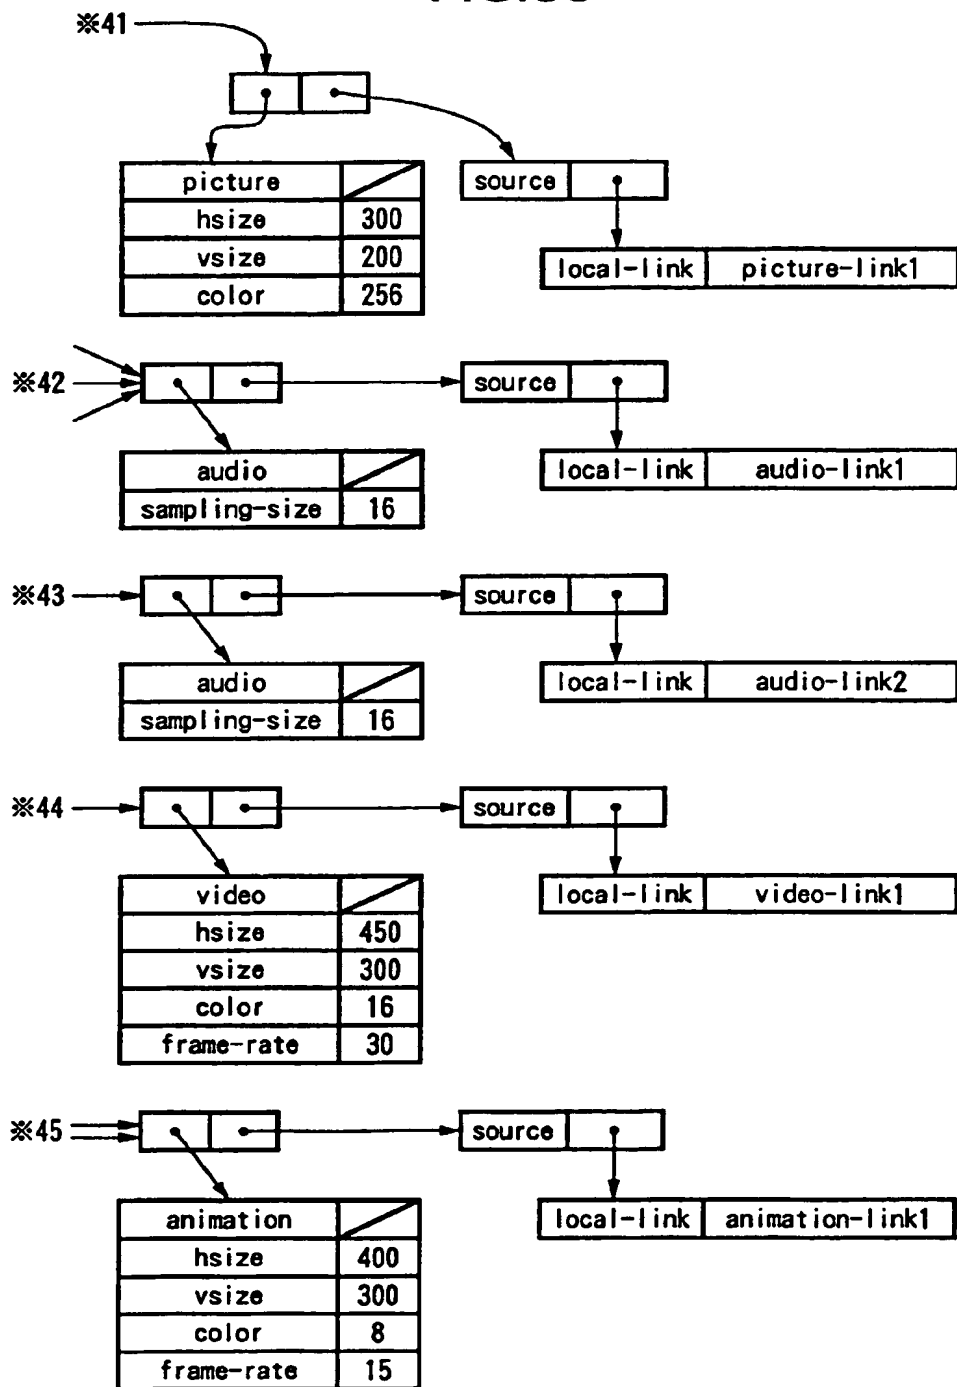 ※41
picture
source
hsize 300
vsize 200
color 256
local-link picture-link1
※42
source
audio
sampling-size 16
local-link audio-link1
※43
source
audio
sampling-size 16
local-link audio-link2
※44
source
video
hsize 450
vsize 300
color 16
frame-rate 30
local-link video-link1
※45
source
animation
hsize 400
vsize 300
color 8
frame-rate 15
local-link animation-link1